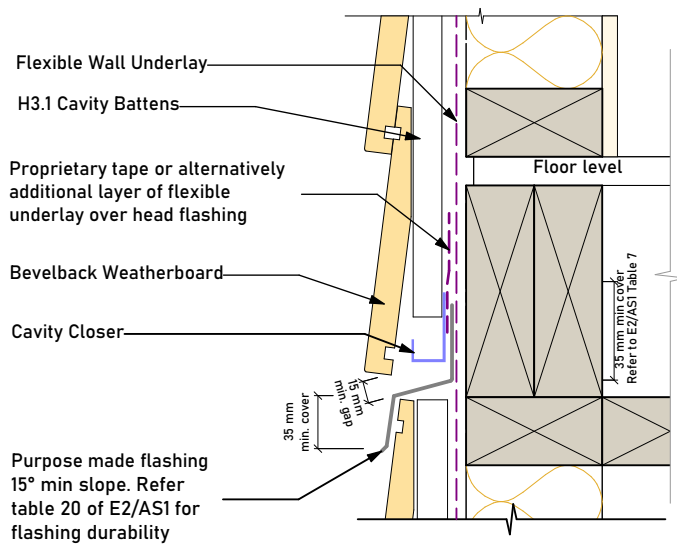 Flexible Wall Underlay
H3.1 Cavity Battens
Proprietary tape or alternatively
additional layer of flexible
underlay over head flashing
Floor level
Bevelback Weatherboard
35 mm min cover
Refer to E2/AS1 Table 7
Cavity Closer
15 mm
min. gap
35 mm
min. cover
Purpose made flashing
15° min slope. Refer
table 20 of E2/AS1 for
flashing durability